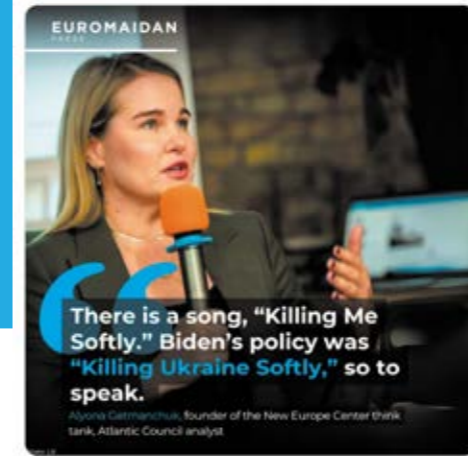 EUROMAIDAN
PRESS
There is a song, “Killing Me
Softly.” Biden’s policy was
“Killing Ukraine Softly,” so to
speak.
Alyona Getmanchuk, founder of the New Europe Center think
tank, Atlantic Council analyst